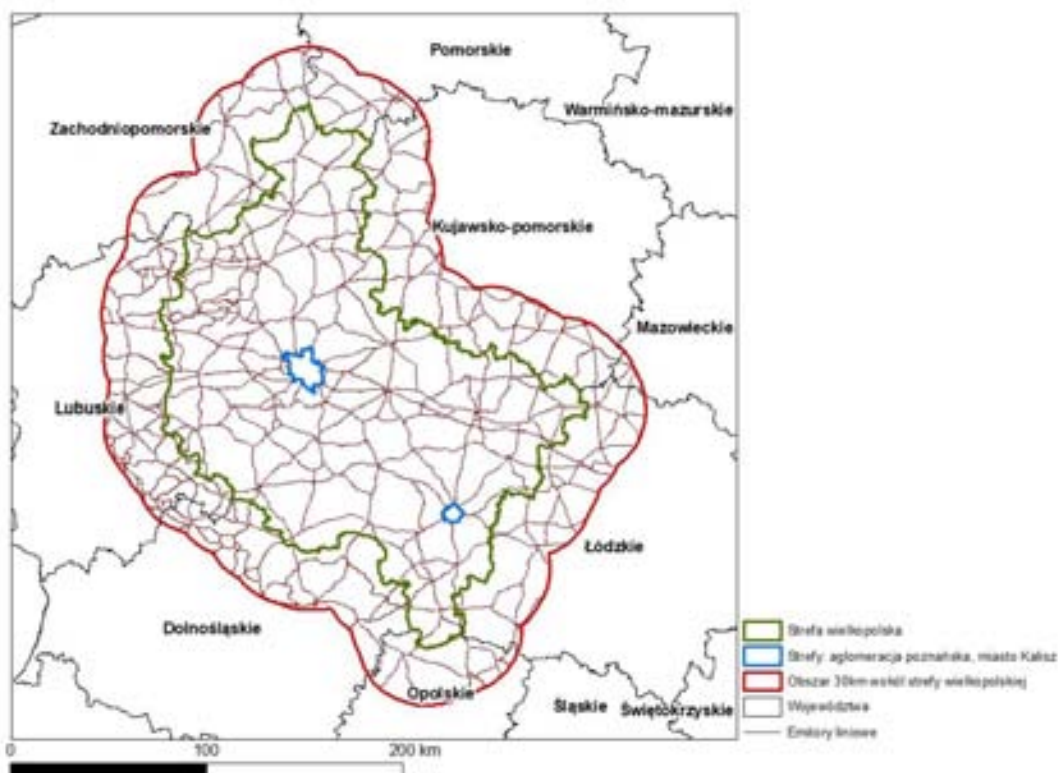 Pomorskie
Warmińsko-mazurskie
Zachodniopomorskie
Kujawsko-pomorskie
Mazowieckie
Lubuskie
Łódzkie
Dolnośląskie
Opolskie
Śląskie
Świętokrzyskie
Strefa wielkopolska
Strefy: aglomeracja poznańska, miasto Kalisz
Obszar 30km wokół strefy wielkopolskiej
Województwa
Emitory liniowe
0 100 200 km